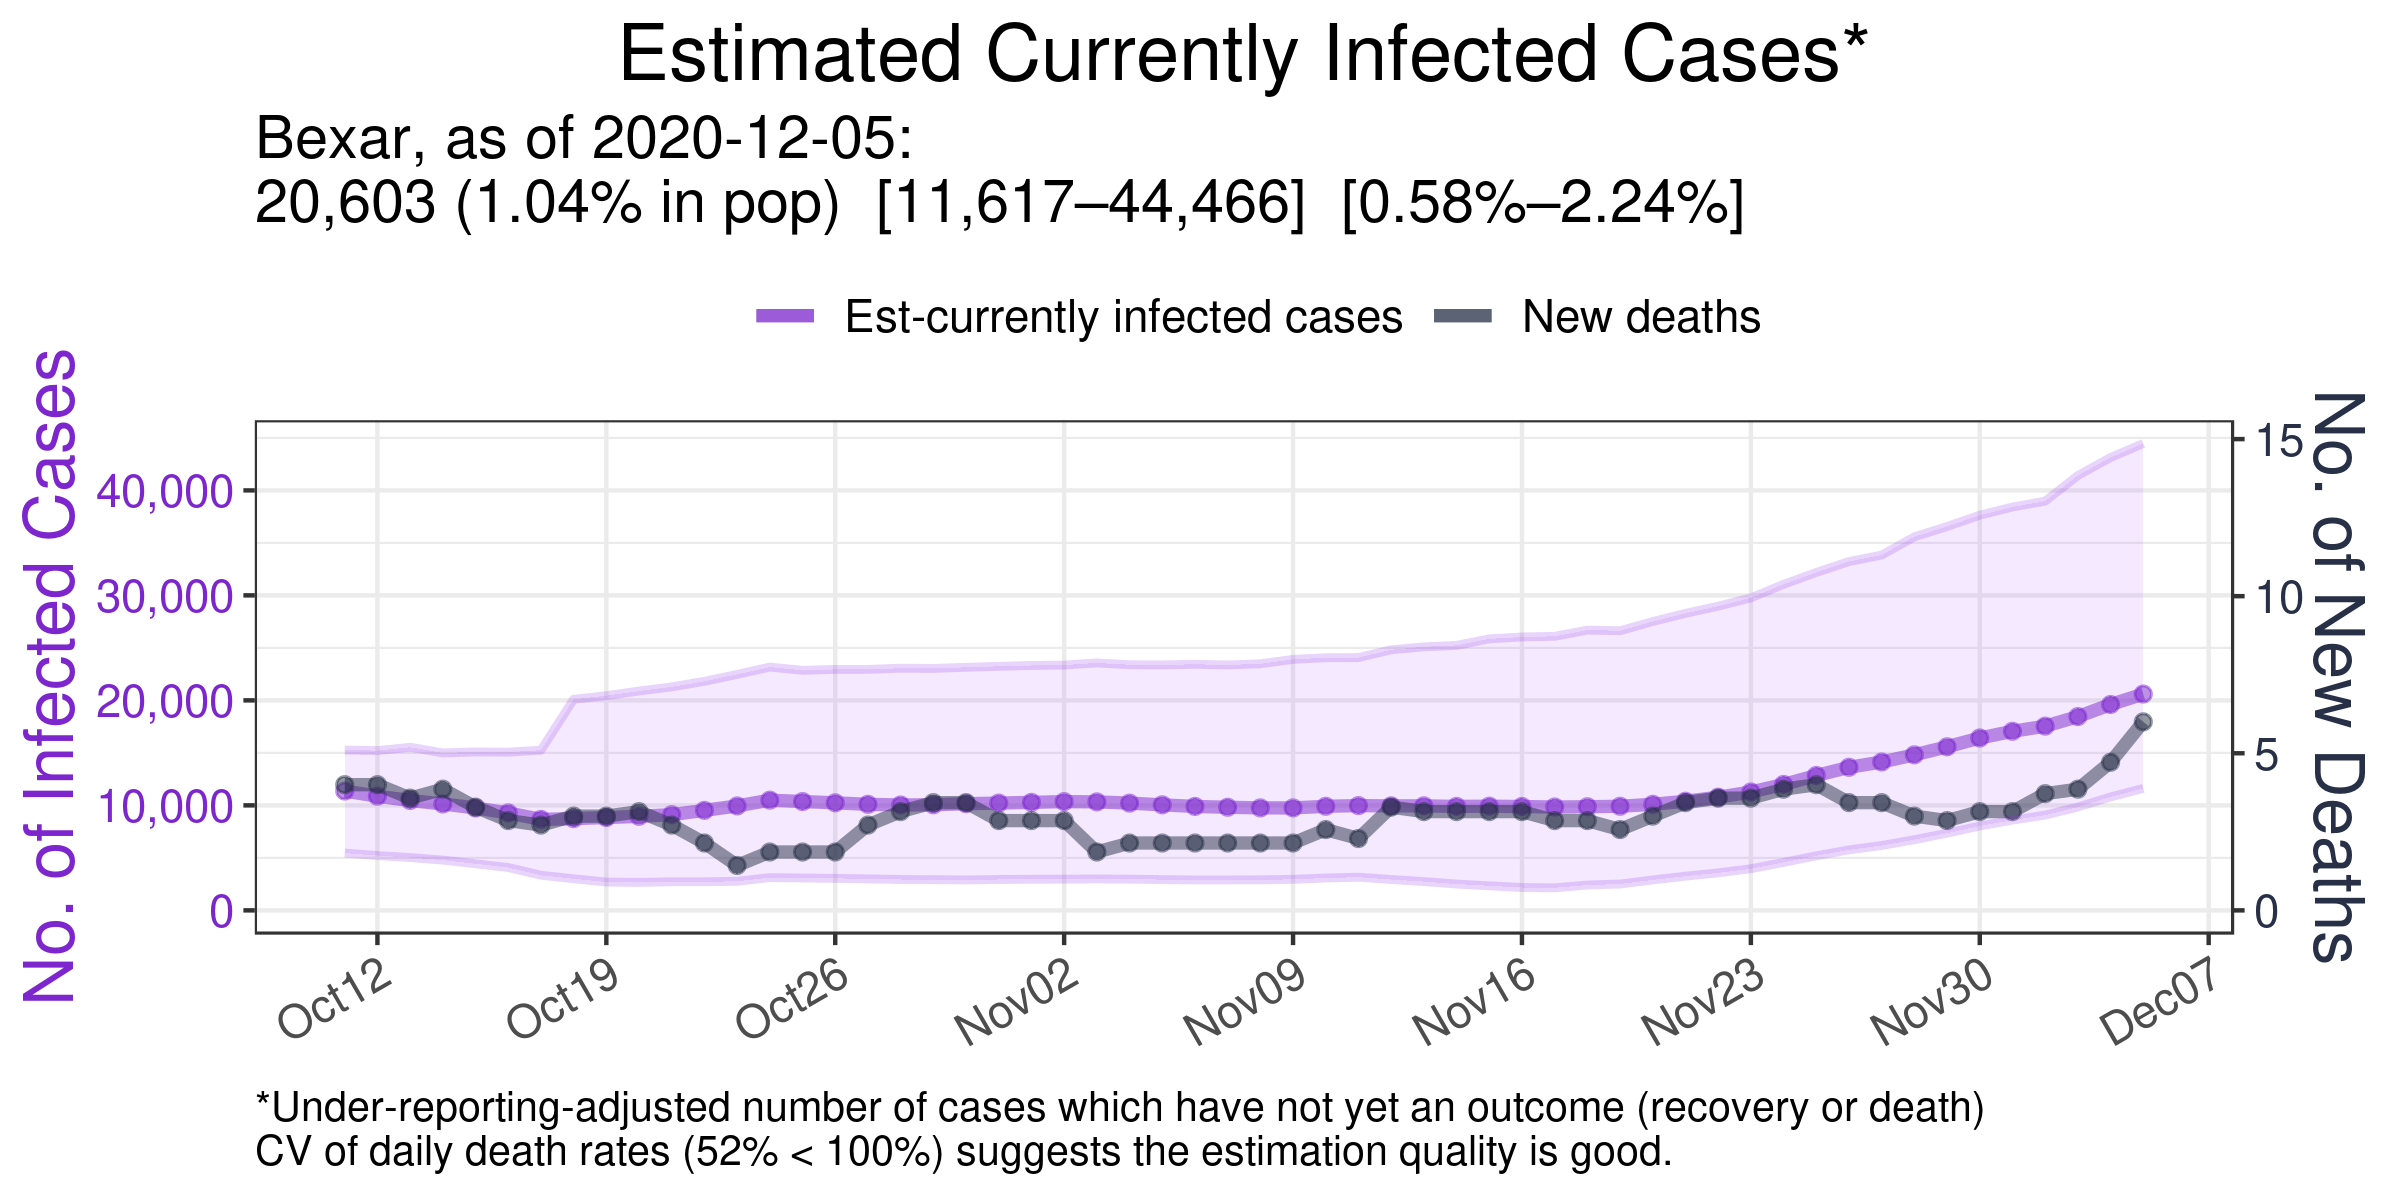 Estimated Currently Infected Cases*
Bexar, as of 2020-12-05:
20,603 (1.04% in pop)  [11,617–44,466]  [0.58%–2.24%]
Est-currently infected cases
New deaths
No. of Infected Cases
40,000
30,000
20,000
10,000
0
15
10
5
0
No. of New Deaths
Oct12
Oct19
Oct26
Nov02
Nov09
Nov16
Nov23
Nov30
Dec07
*Under-reporting-adjusted number of cases which have not yet an outcome (recovery or death)
CV of daily death rates (52% < 100%) suggests the estimation quality is good.